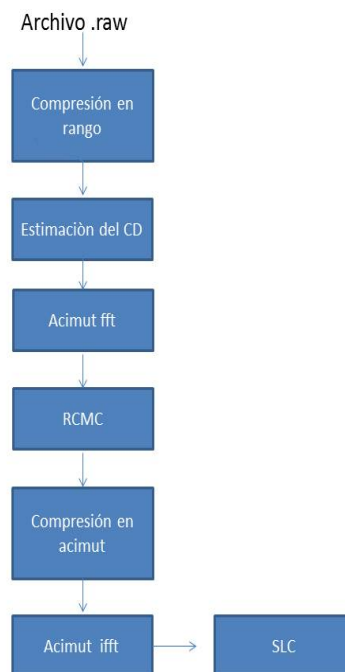 Archivo .raw
Compresión en
rango
Estimaciòn del CD
Acimut fft
RCMC
Compresión en
acimut
Acimut ifft
SLC